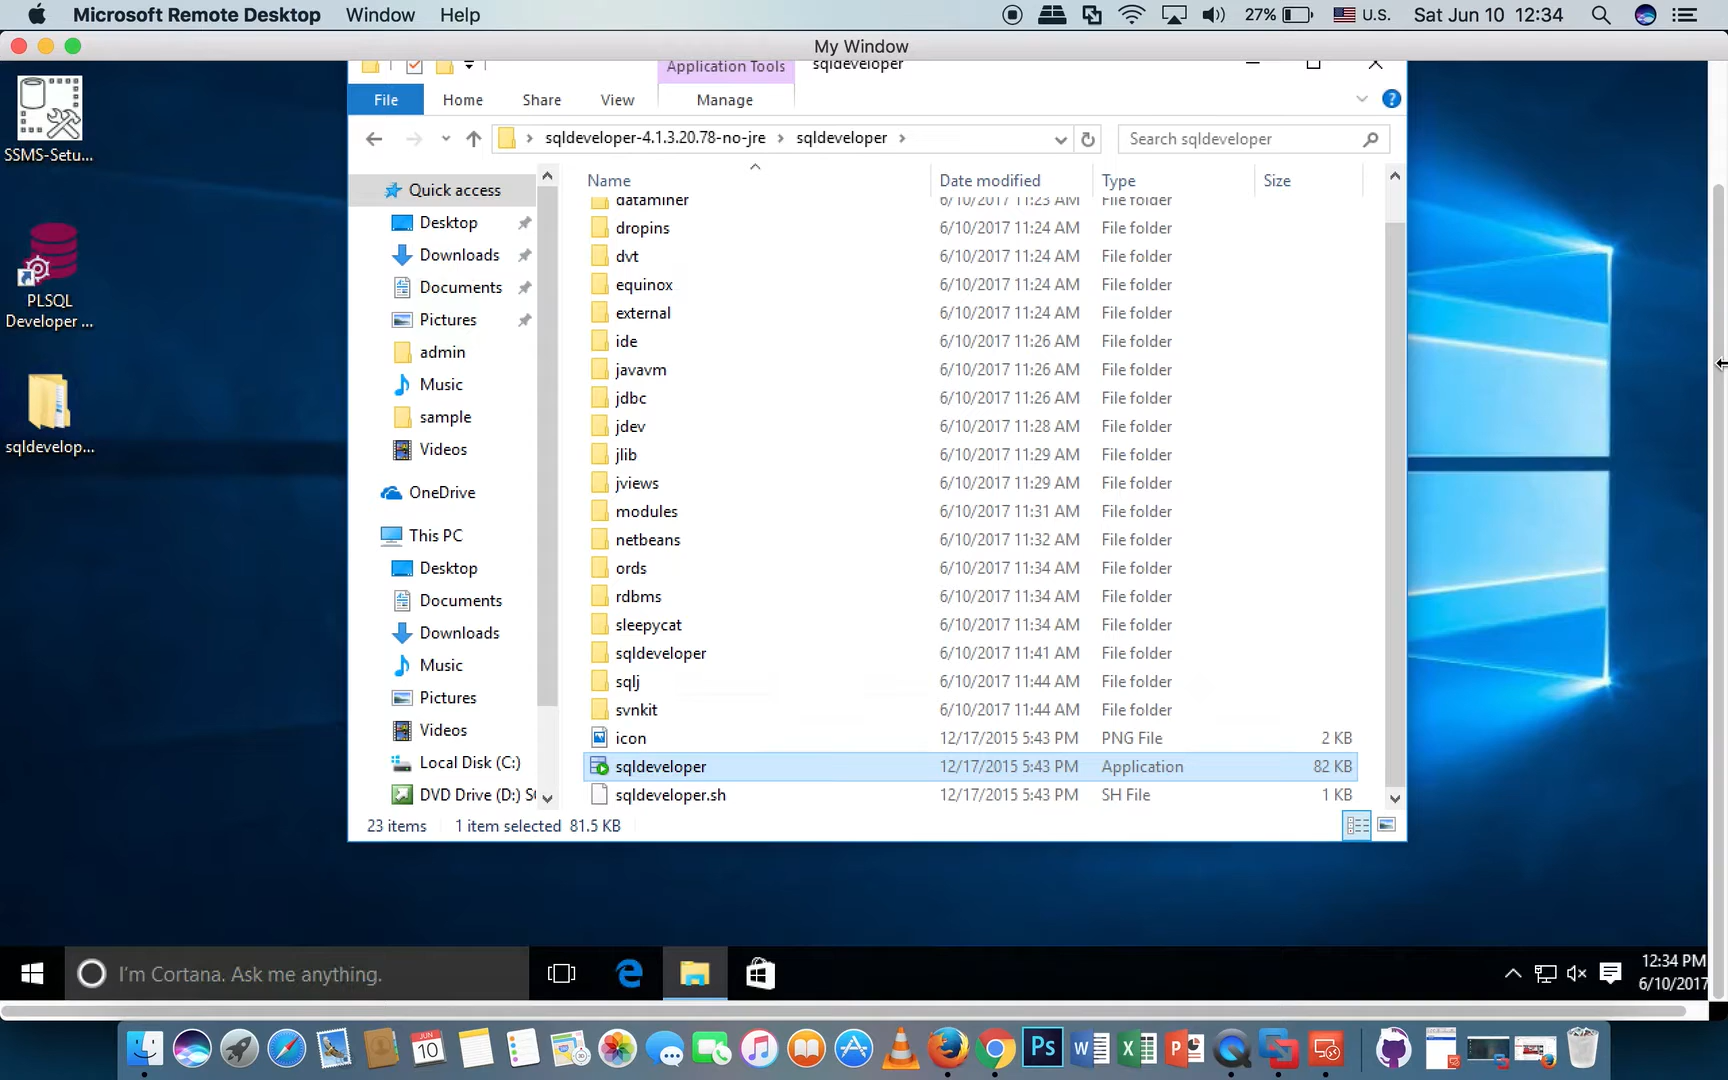 Microsoft Remote Desktop Window Help 27% U.S. Sat Jun 10 12:34
My Window
Application Tools sqldeveloper
File Home Share View Manage
sqldeveloper-4.1.3.20.78-no-jre sqldeveloper Search sqldeveloper
Name Date modified Type Size
SSMS-Setu...
PLSQL
Developer ...
sqldevelop...
Quick access
Desktop
Downloads
Documents
Pictures
admin
Music
sample
Videos
OneDrive
This PC
Desktop
Documents
Downloads
Music
Pictures
Videos
Local Disk (C:)
DVD Drive (D:) S
dataminer 6/10/2017 11:23 AM File folder
dropins 6/10/2017 11:24 AM File folder
dvt 6/10/2017 11:24 AM File folder
equinox 6/10/2017 11:24 AM File folder
external 6/10/2017 11:24 AM File folder
ide 6/10/2017 11:26 AM File folder
javavm 6/10/2017 11:26 AM File folder
jdbc 6/10/2017 11:26 AM File folder
jdev 6/10/2017 11:28 AM File folder
jlib 6/10/2017 11:29 AM File folder
jviews 6/10/2017 11:29 AM File folder
modules 6/10/2017 11:31 AM File folder
netbeans 6/10/2017 11:32 AM File folder
ords 6/10/2017 11:34 AM File folder
rdbms 6/10/2017 11:34 AM File folder
sleepycat 6/10/2017 11:34 AM File folder
sqldeveloper 6/10/2017 11:41 AM File folder
sqlj 6/10/2017 11:44 AM File folder
svnkit 6/10/2017 11:44 AM File folder
icon 12/17/2015 5:43 PM PNG File 2 KB
sqldeveloper 12/17/2015 5:43 PM Application 82 KB
sqldeveloper.sh 12/17/2015 5:43 PM SH File 1 KB
23 items 1 item selected 81.5 KB
I'm Cortana. Ask me anything.
12:34 PM
6/10/2017
JUN
10
Ps